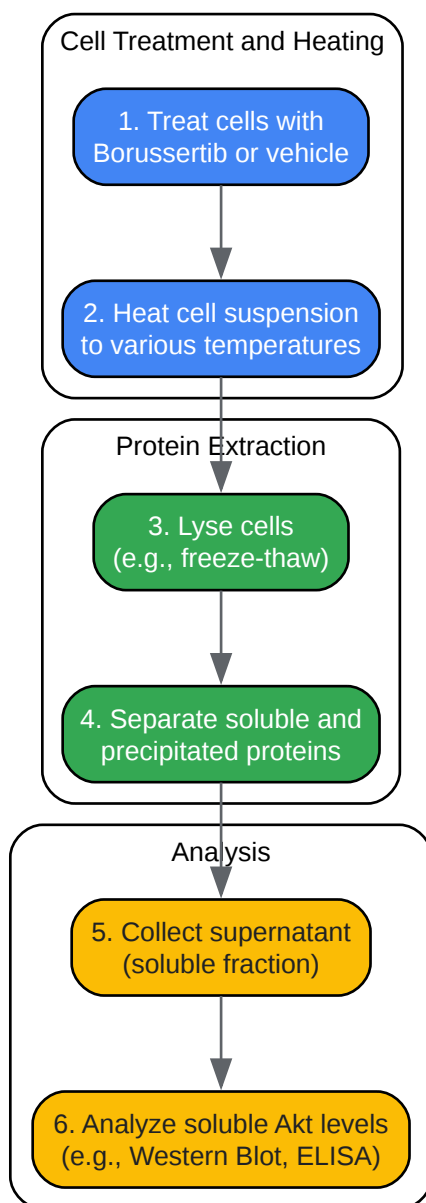 Cell Treatment and Heating
1. Treat cells with
Borussertib or vehicle
2. Heat cell suspension
to various temperatures
Protein Extraction
3. Lyse cells
(e.g., freeze-thaw)
4. Separate soluble and
precipitated proteins
Analysis
5. Collect supernatant
(soluble fraction)
6. Analyze soluble Akt levels
(e.g., Western Blot, ELISA)